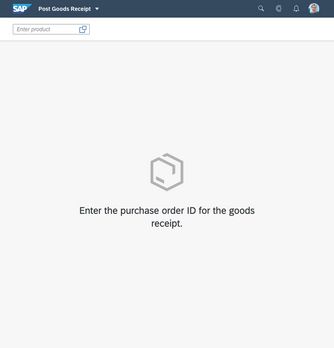 SAP Post Goods Receipt
Enter product
Enter the purchase order ID for the goods
receipt.